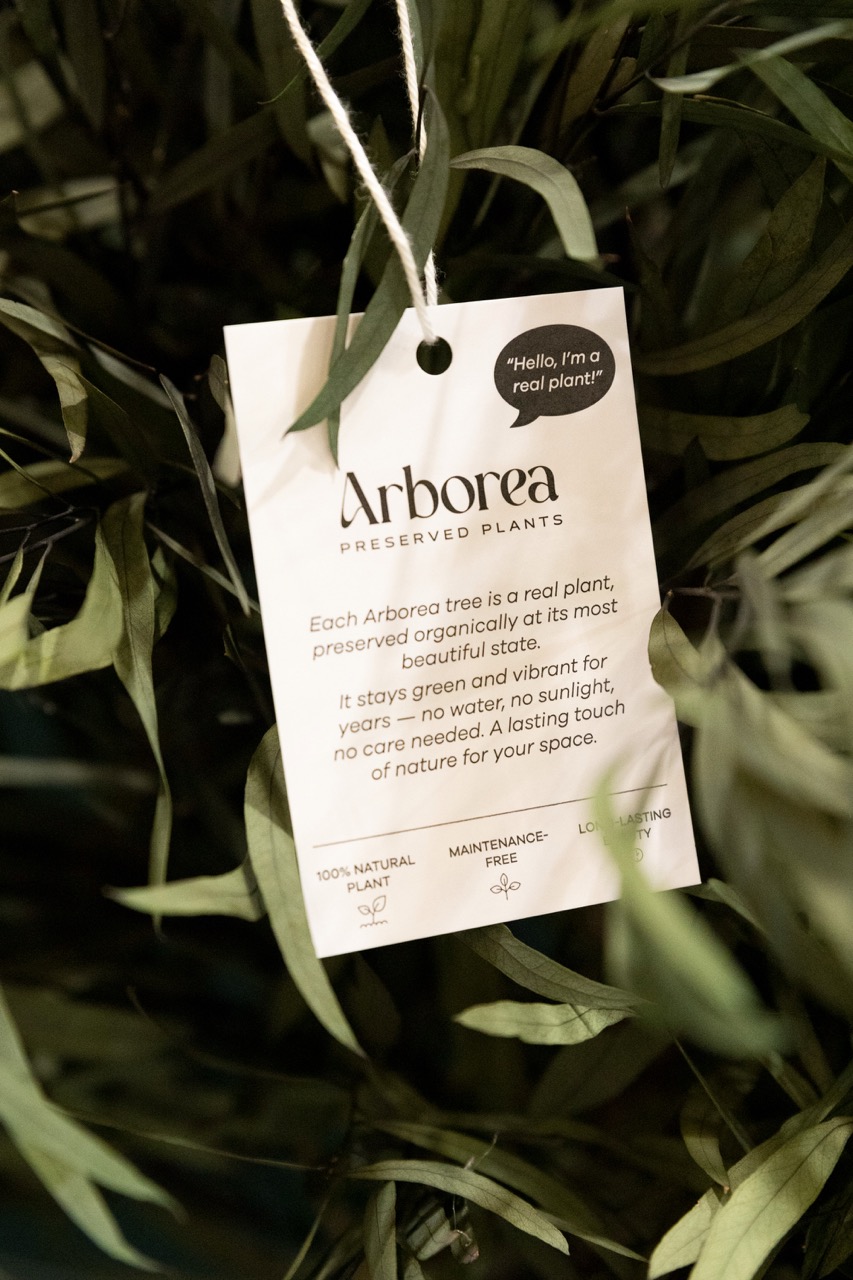 “Hello, I’m a
real plant!”
Arborea
PRESERVED PLANTS
Each Arborea tree is a real plant,
preserved organically at its most
beautiful state.
It stays green and vibrant for
years — no water, no sunlight,
no care needed. A lasting touch
of nature for your space.
100% NATURAL
PLANT
MAINTENANCE-
FREE
LASTING